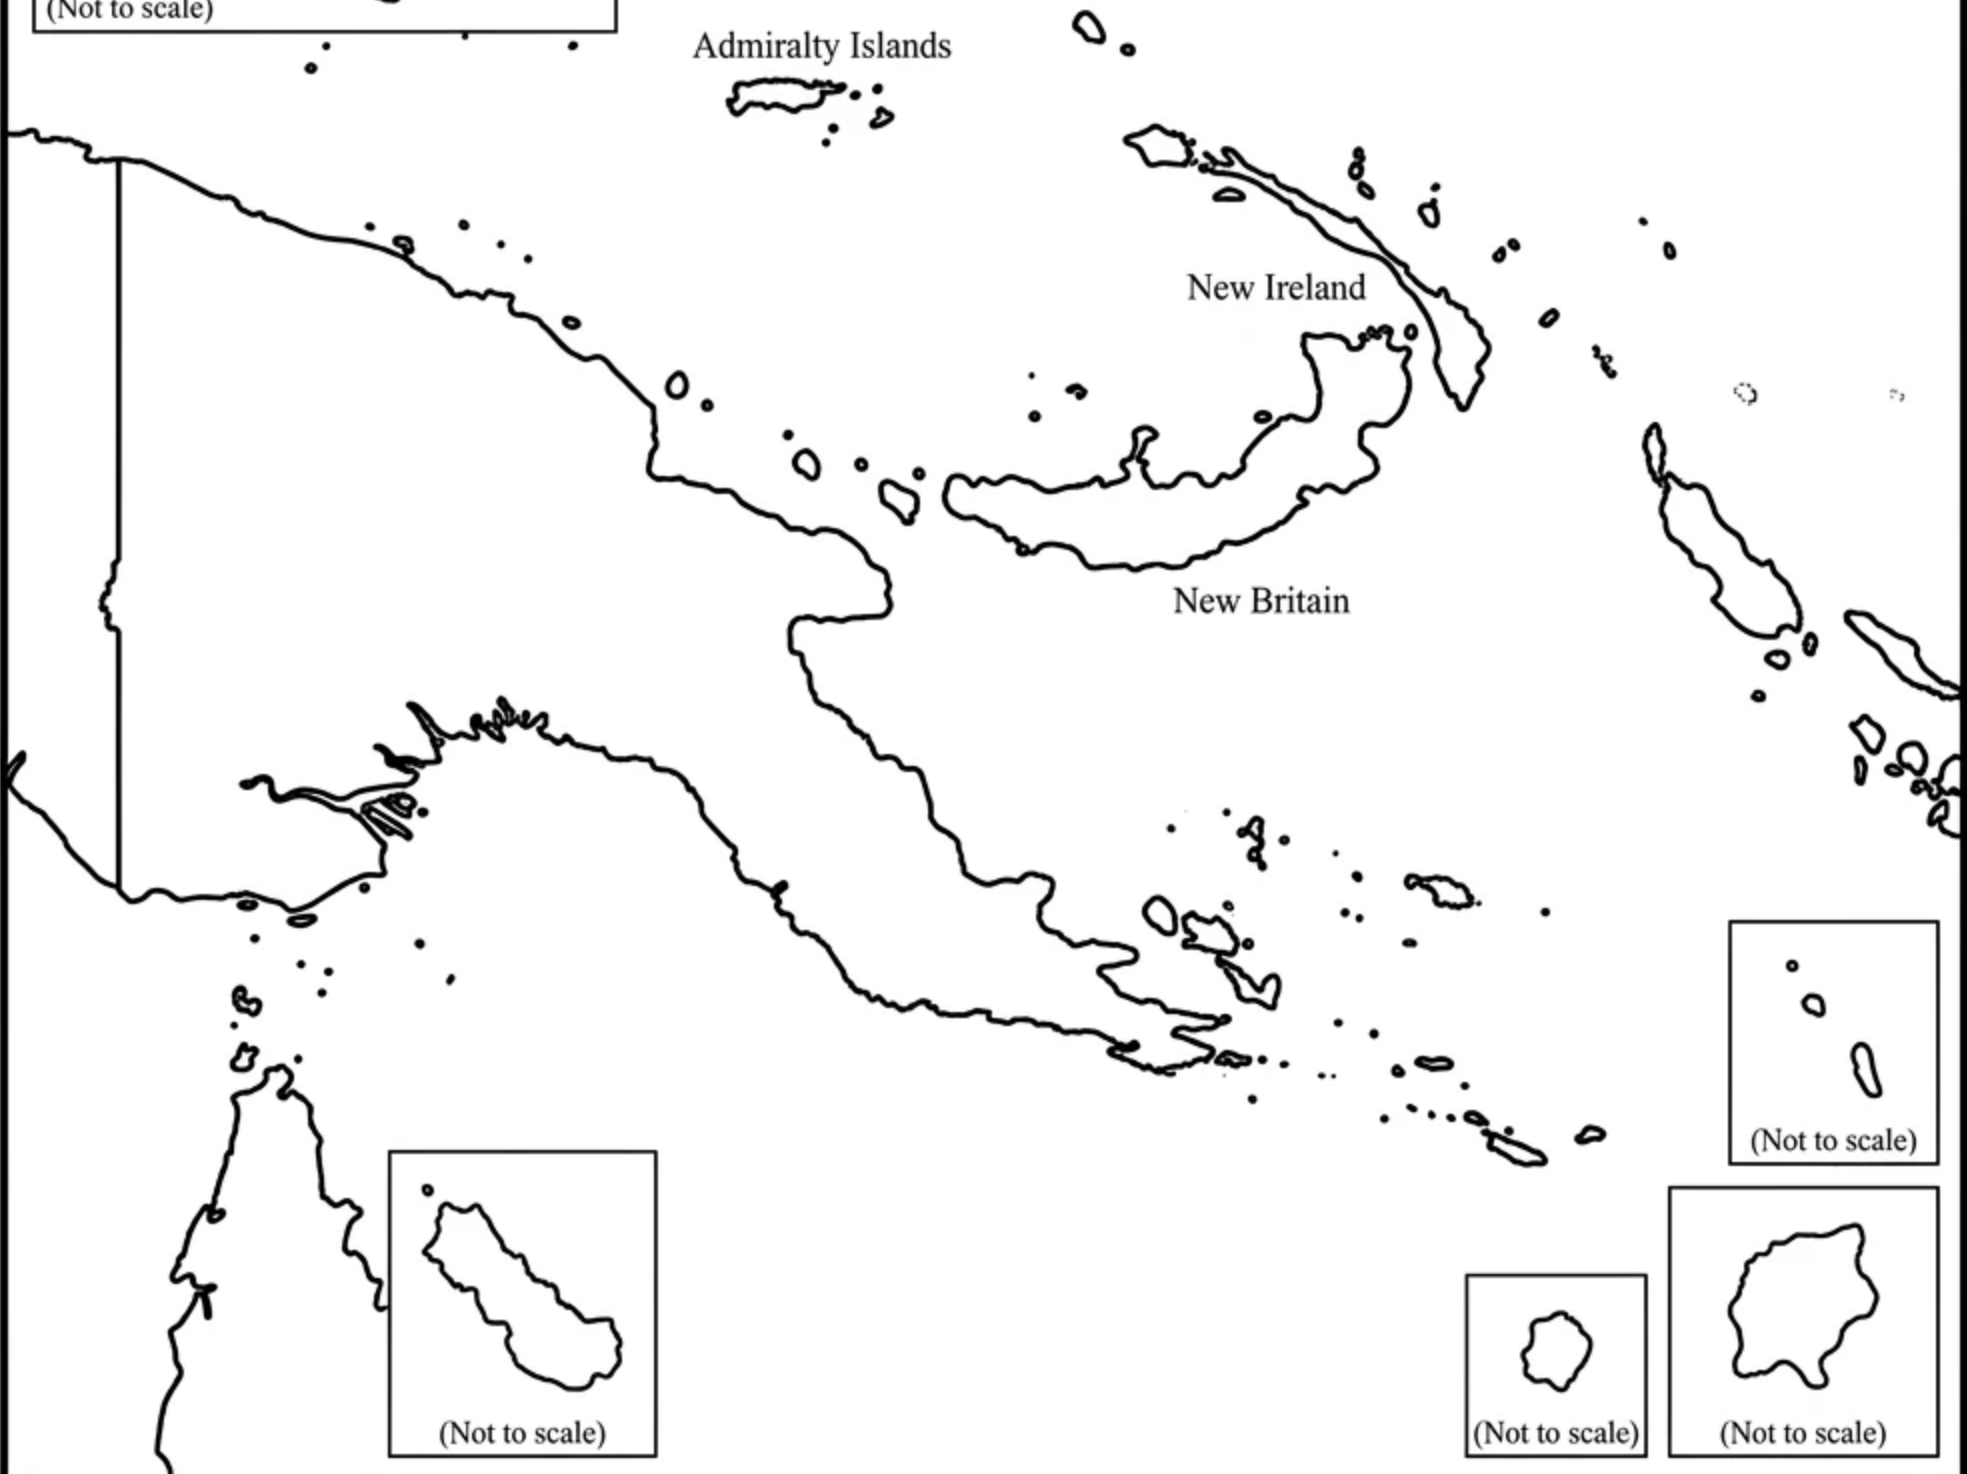 (Not to scale)
Admiralty Islands
New Ireland
New Britain
(Not to scale)
(Not to scale)
(Not to scale)
(Not to scale)